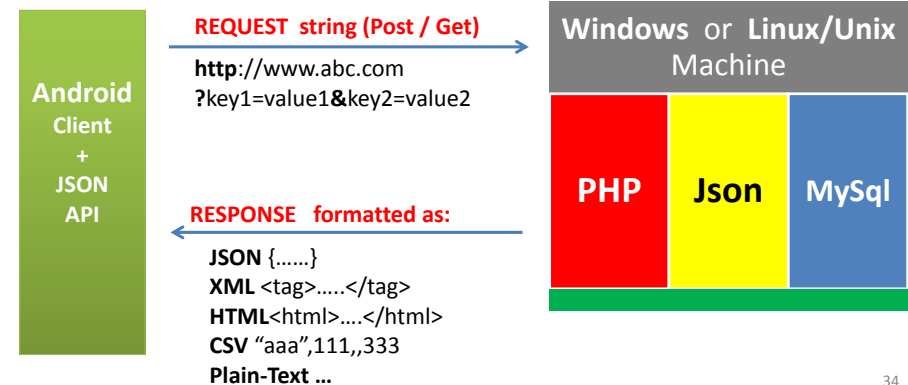 Android
Client
+
JSON
API
REQUEST string (Post / Get)
http://www.abc.com
?key1=value1&key2=value2
RESPONSE formatted as:
JSON {……}
XML <tag>…..</tag>
HTML<html>….</html>
CSV “aaa”,111,,333
Plain-Text …
Windows or Linux/Unix
Machine
PHP
Json
MySql
34